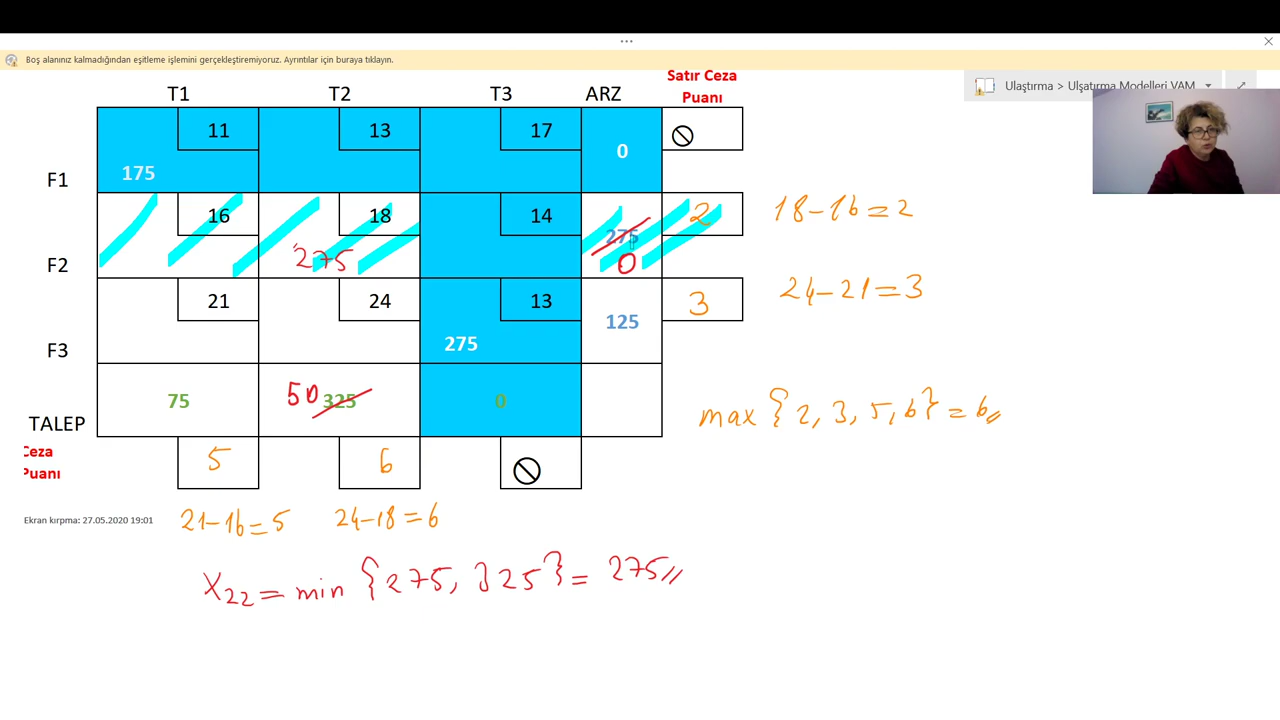 Boş alanınız kalmadığından eşitleme işlemini gerçekleştiremiyoruz. Ayrıntılar için buraya tıklayın.
Ulaştırma > Ulşatırma Modelleri VAM
T1 T2 T3 ARZ Satır Ceza Puanı
F1 11 175 13 17 0
F2 16 18 275 14 275 0 2
18-16=2
F3 21 24 13 275 125 3
24-21=3
TALEP 75 50 325 0
max {2, 3, 5, 6} = 6
Ceza Puanı 5 6
21-16=5 24-18=6
Ekran kırpma: 27.05.2020 19:01
X22 = min {275, 325} = 275